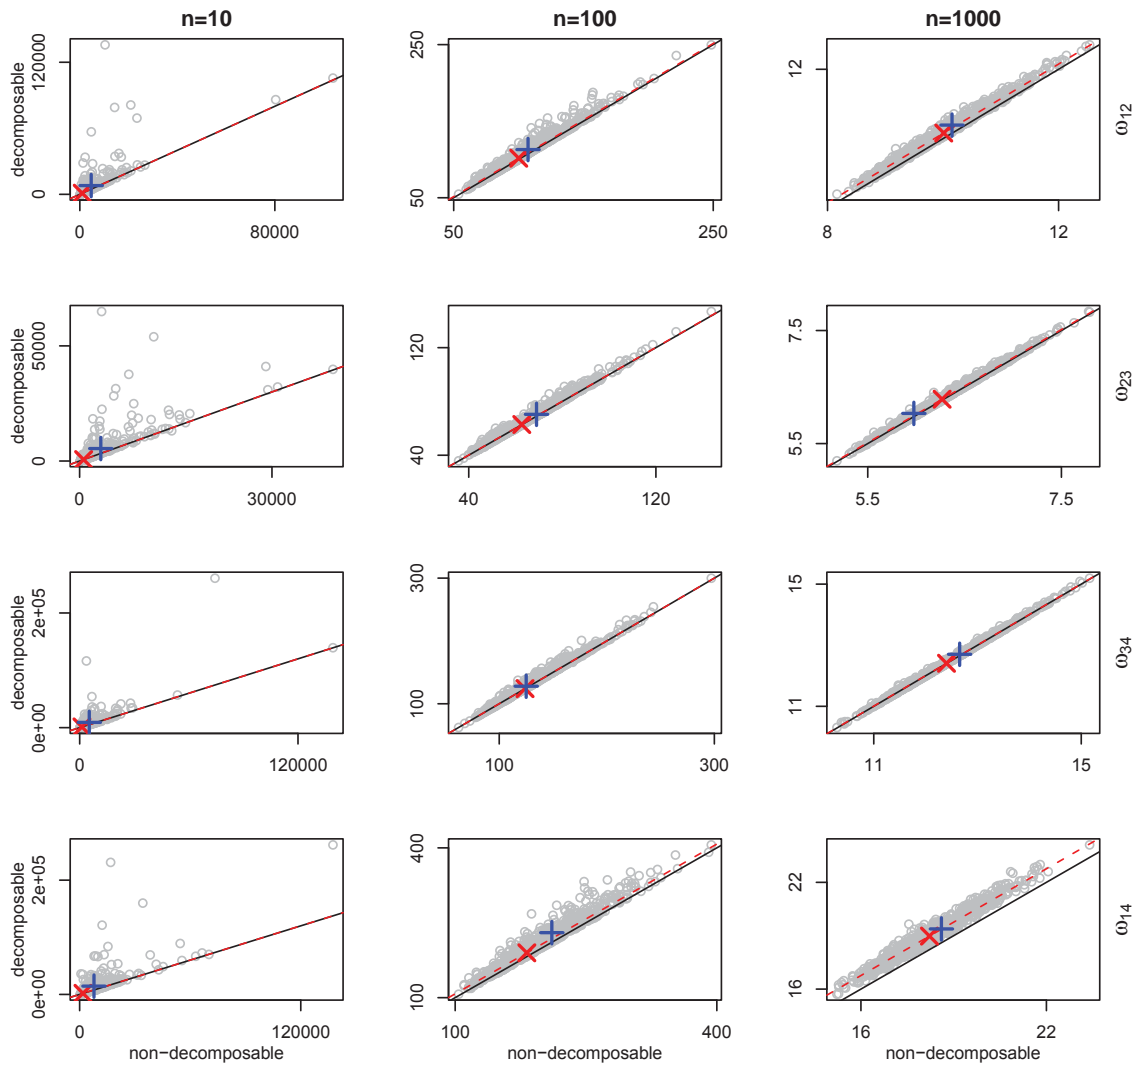 n=10 n=100 n=1000
decomposable 0 120000 50 250 12 ω12
0 80000 50 250 8 12
decomposable 0 50000 40 120 5.5 7.5 ω23
0 30000 40 120 5.5 7.5
decomposable 0e+00 2e+05 100 300 11 15 ω34
0 120000 100 300 11 15
decomposable 0e+00 2e+05 100 400 16 22 ω14
0 120000 100 400 16 22
non−decomposable non−decomposable non−decomposable